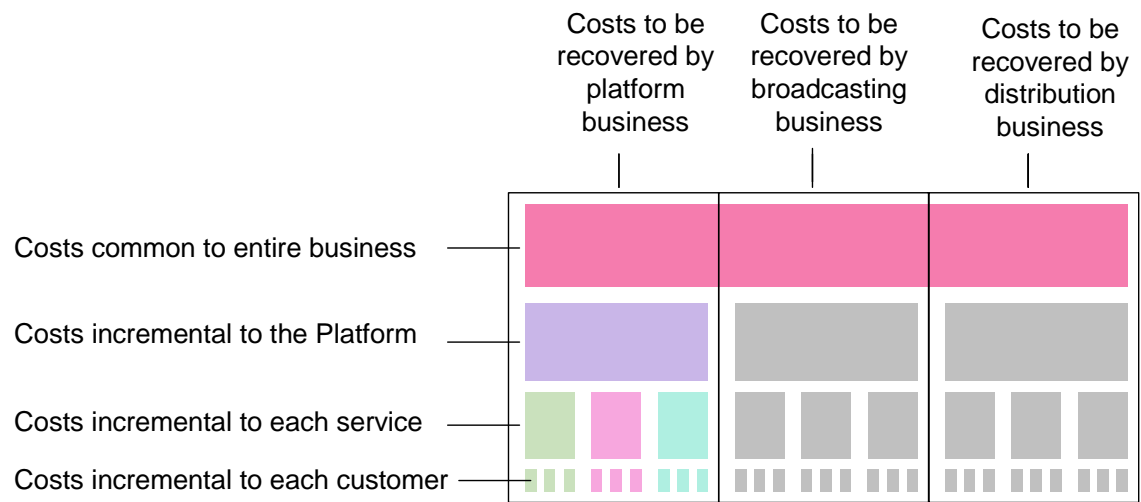 Costs to be
recovered by
platform
business
Costs to be
recovered by
broadcasting
business
Costs to be
recovered by
distribution
business
Costs common to entire business
Costs incremental to the Platform
Costs incremental to each service
Costs incremental to each customer